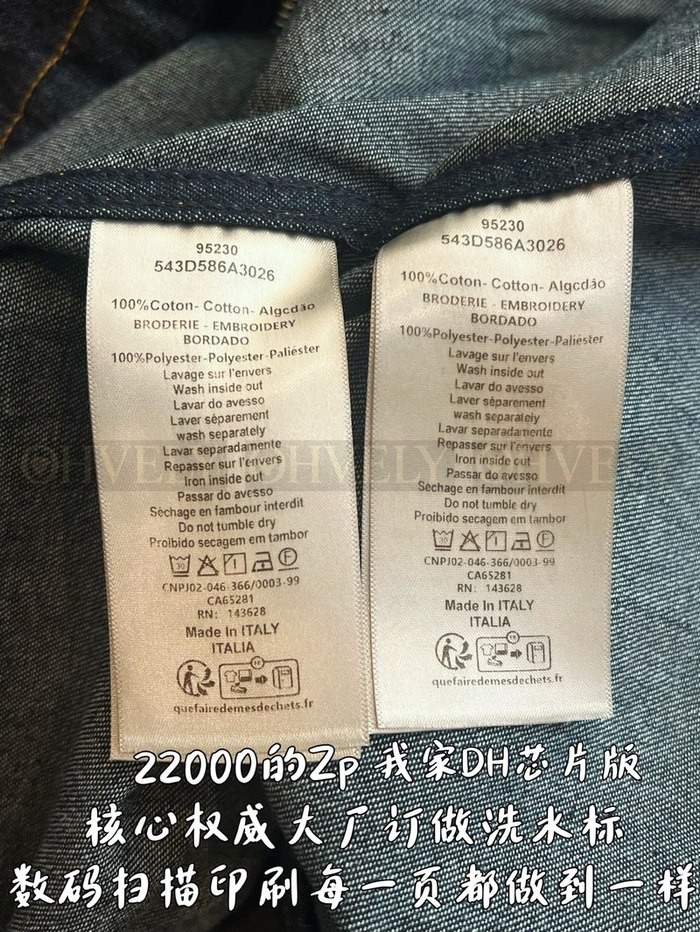 95230
543D586A3026
100%Coton- Cotton- Algcdão
BRODERIE - EMBROIDERY
BORDADO
100%Polyester-Polyester-Paliéster
Lavage sur l'envers
Wash inside out
Lavar do avesso
Laver séparement
wash separately
Lavar separadamente
Repasser sur l'envers
Iron inside out
Passar do avesso
Séchage en fambour interdit
Do not tumble dry
Proibido secagem em tambor
30
F
CNPJ02-046-366/0003-99
CA65281
RN: 143628
Made In ITALY
ITALIA
FR
quefairedemesdechets.fr
95230
543D586A3026
100%Coton- Cotton- Algcdão
BRODERIE - EMBROIDERY
BORDADO
100%Polyester-Polyester-Paliéster
Lavage sur l'envers
Wash inside out
Lavar do avesso
Laver séparement
wash separately
Lavar separadamente
Repasser sur l'envers
Iron inside out
Passar do avesso
Séchage en fambour interdit
Do not tumble dry
Proibido secagem em tambor
30
F
CNPJ02-046-366/0003-99
CA65281
RN: 143628
Made In ITALY
ITALIA
FR
quefairedemesdechets.fr
22000的Zp 我家DH芯片版
核心权威大厂订做洗水标
数码扫描印刷每一页都做到一样